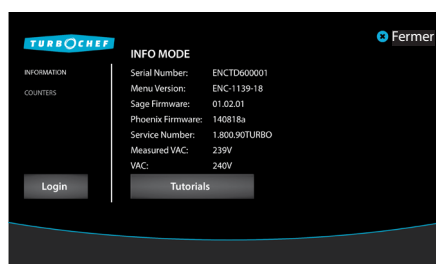 TURBOCHEF
Fermer
INFO MODE
INFORMATION
COUNTERS
Serial Number: ENCTD600001
Menu Version: ENC-1139-18
Sage Firmware: 01.02.01
Phoenix Firmware: 140818a
Service Number: 1.800.90TURBO
Measured VAC: 239V
VAC: 240V
Login
Tutorials